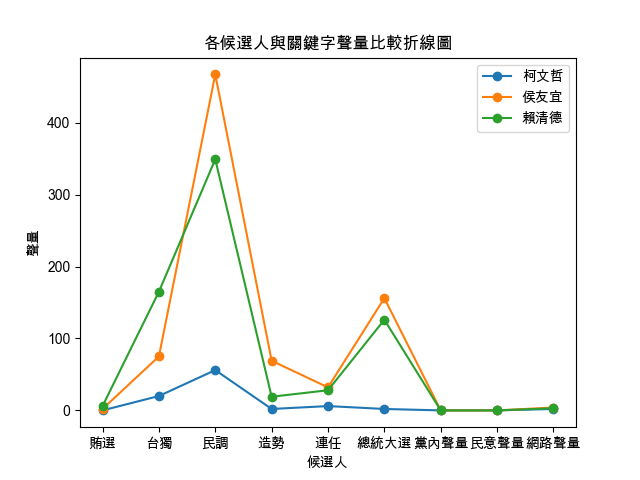 各候選人與關鍵字聲量比較折線圖
柯文哲
侯友宜
賴清德
聲量
400
300
200
100
0
賄選 台獨 民調 造勢 連任 總統大選 黨內聲量 民意聲量 網路聲量
候選人